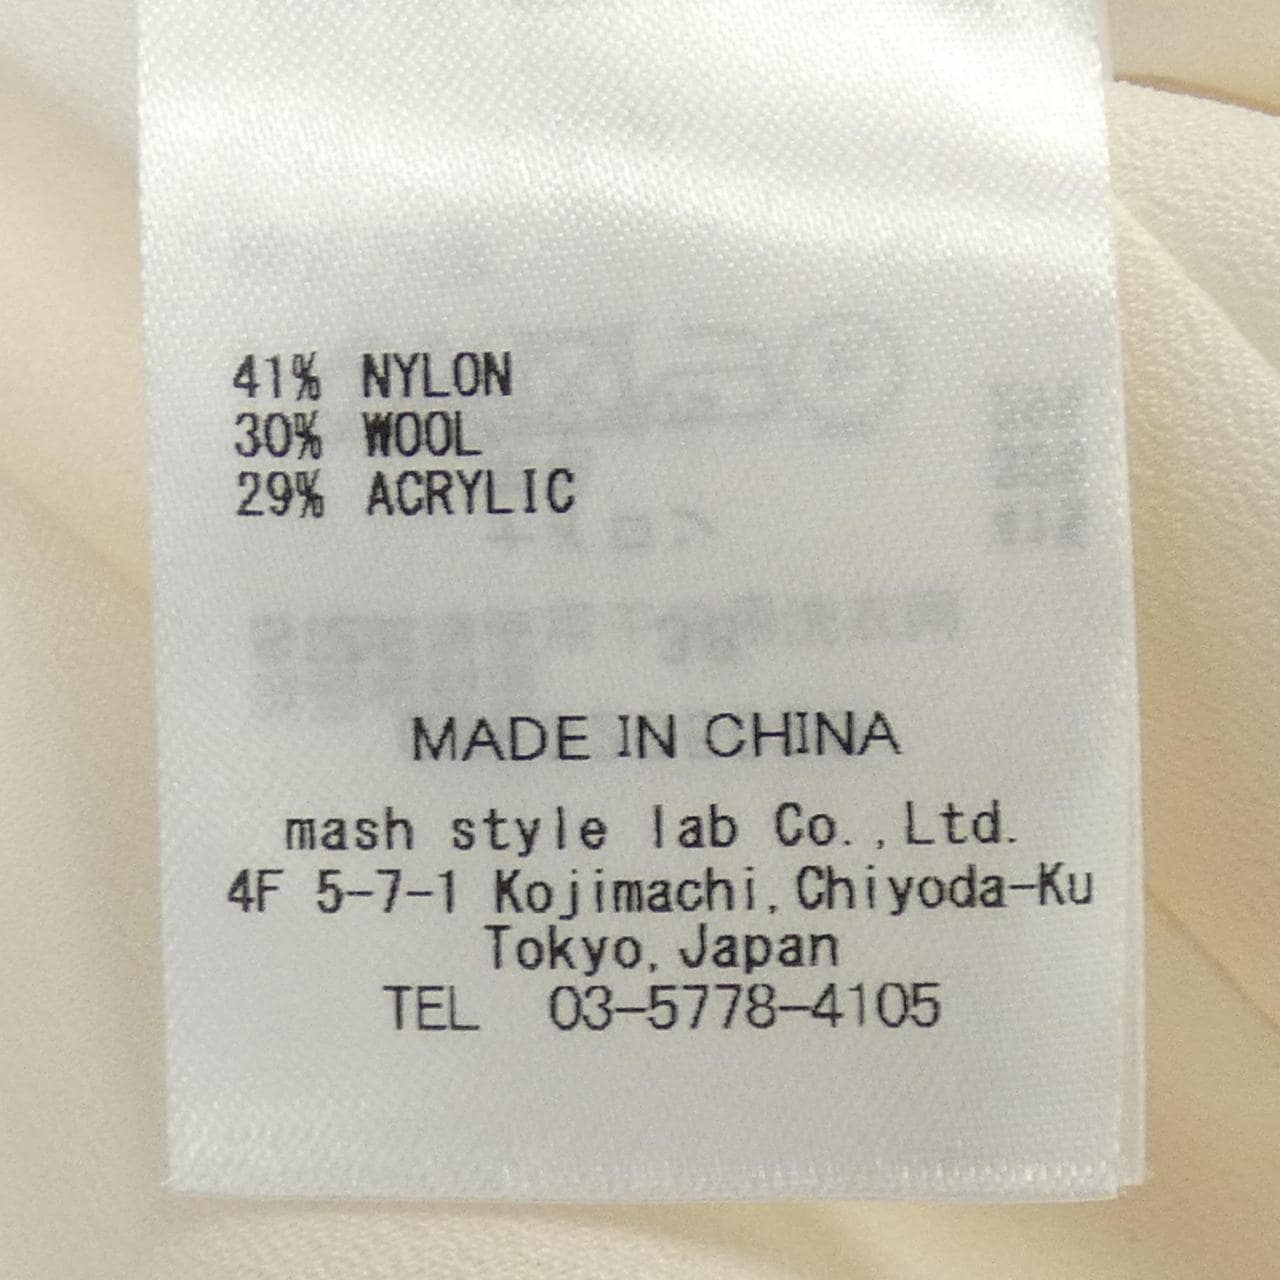 41% NYLON
30% WOOL
29% ACRYLIC
MADE IN CHINA
mash style lab Co.,Ltd.
4F 5-7-1 Kojimachi,Chiyoda-Ku
Tokyo,Japan
TEL 03-5778-4105